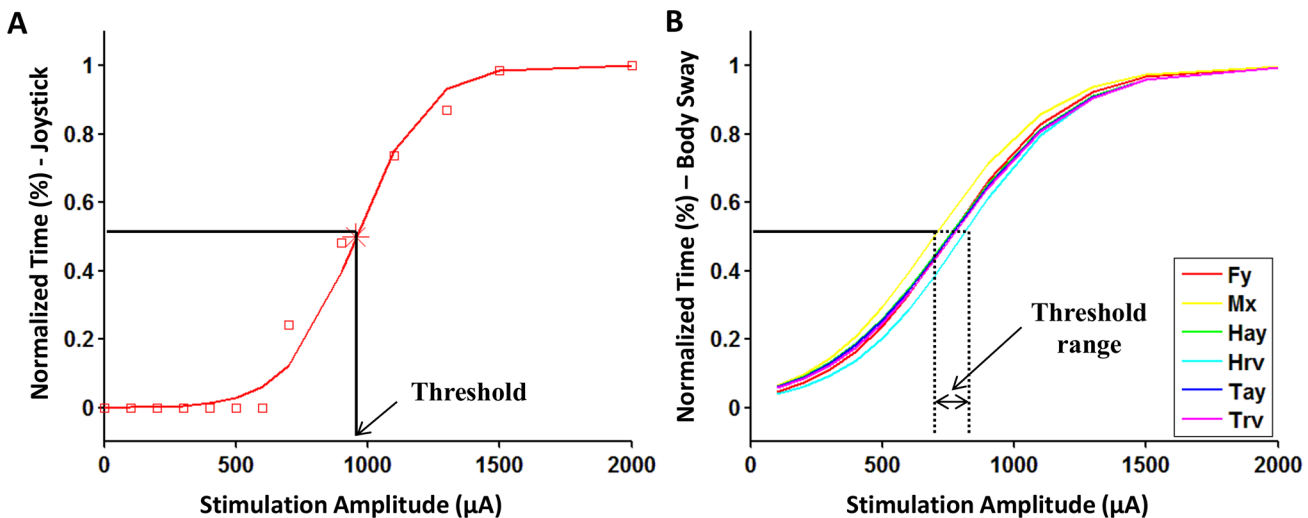 A
Normalized Time (%) - Joystick
1
0.8
0.6
0.4
0.2
0
0
500
1000
1500
2000
Threshold
Stimulation Amplitude (µA)
B
Normalized Time (%) – Body Sway
1
0.8
0.6
0.4
0.2
0
0
500
1000
1500
2000
Threshold
range
Fy
Mx
Hay
Hrv
Tay
Trv
Stimulation Amplitude (µA)